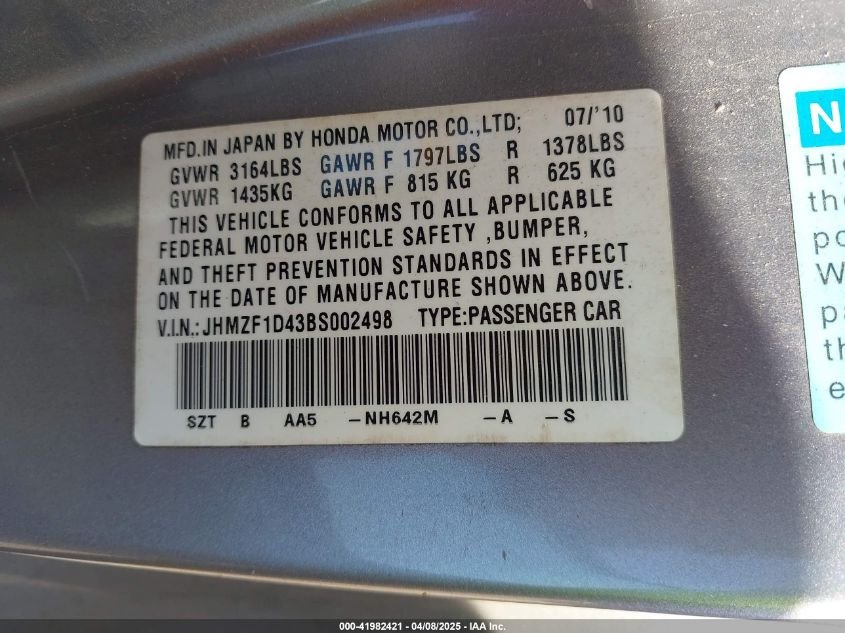 MFD.IN JAPAN BY HONDA MOTOR CO.,LTD; 07/'10
GVWR 3164LBS GAWR F 1797LBS R 1378LBS
GVWR 1435KG GAWR F 815 KG R 625 KG
THIS VEHICLE CONFORMS TO ALL APPLICABLE
FEDERAL MOTOR VEHICLE SAFETY ,BUMPER,
AND THEFT PREVENTION STANDARDS IN EFFECT
ON THE DATE OF MANUFACTURE SHOWN ABOVE.
V.I.N.:JHMZF1D43BS002498 TYPE:PASSENGER CAR
SZT B AA5 -NH642M -A -S
000-41982421 - 04/08/2025 - IAA Inc.